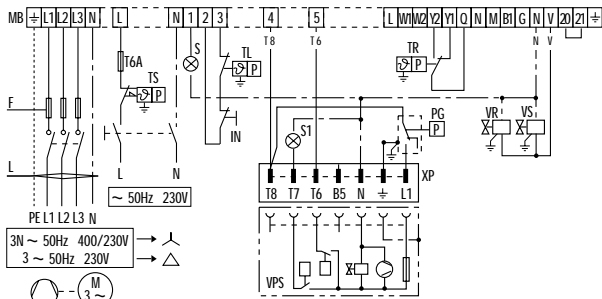 MB L1 L2 L3 N L N 1 2 3 4 5 L W1 W2 Y2 Y1 Q N M B1 G N V 20 21
T8 T6 N V
S TL TR
T6A
TS
ϑ P
ϑ P
ϑ P
F
IN
S1
PG
P
VR VS
L
L N
XP
T8 T7 T6 B5 N L1
~ 50Hz 230V
PE L1 L2 L3 N
3N ~ 50Hz 400/230V
3 ~ 50Hz 230V
VPS
M
3 ~